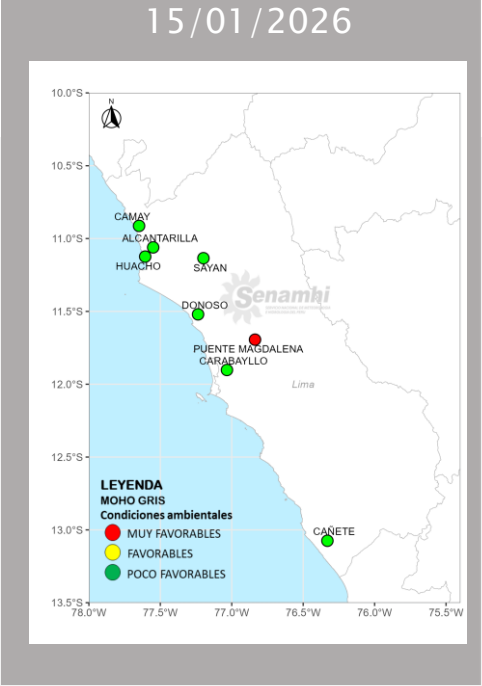 15/01/2026
10.0°S
N
10.5°S
CAMAY
11.0°S
ALCANTARILLA
HUACHO
SAYAN
Senamhi
11.5°S
DONOSO
PUENTE MAGDALENA
CARABAYLLO
12.0°S
Lima
12.5°S
LEYENDA
MOHO GRIS
Condiciones ambientales
13.0°S
CAÑETE
MUY FAVORABLES
FAVORABLES
POCO FAVORABLES
13.5°S
78.0°W 77.5°W 77.0°W 76.5°W 76.0°W 75.5°W